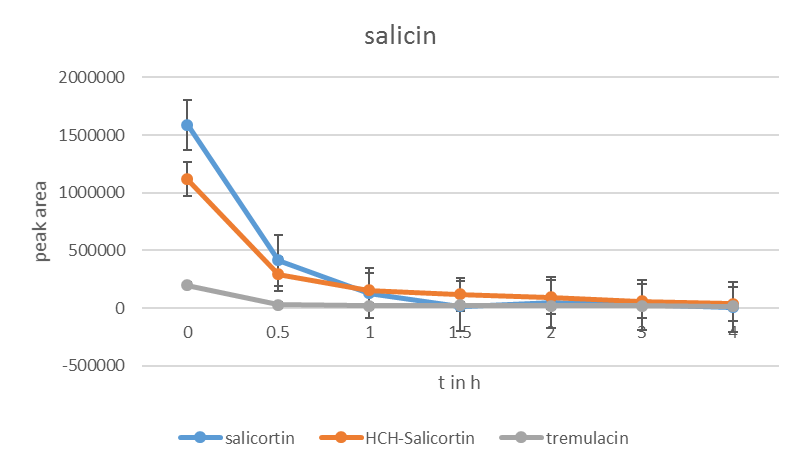 salicin
2000000
1500000
1000000
500000
0
-500000
peak area
0 0.5 1 1.5 2 3 4
t in h
salicortin HCH-Salicortin tremulacin